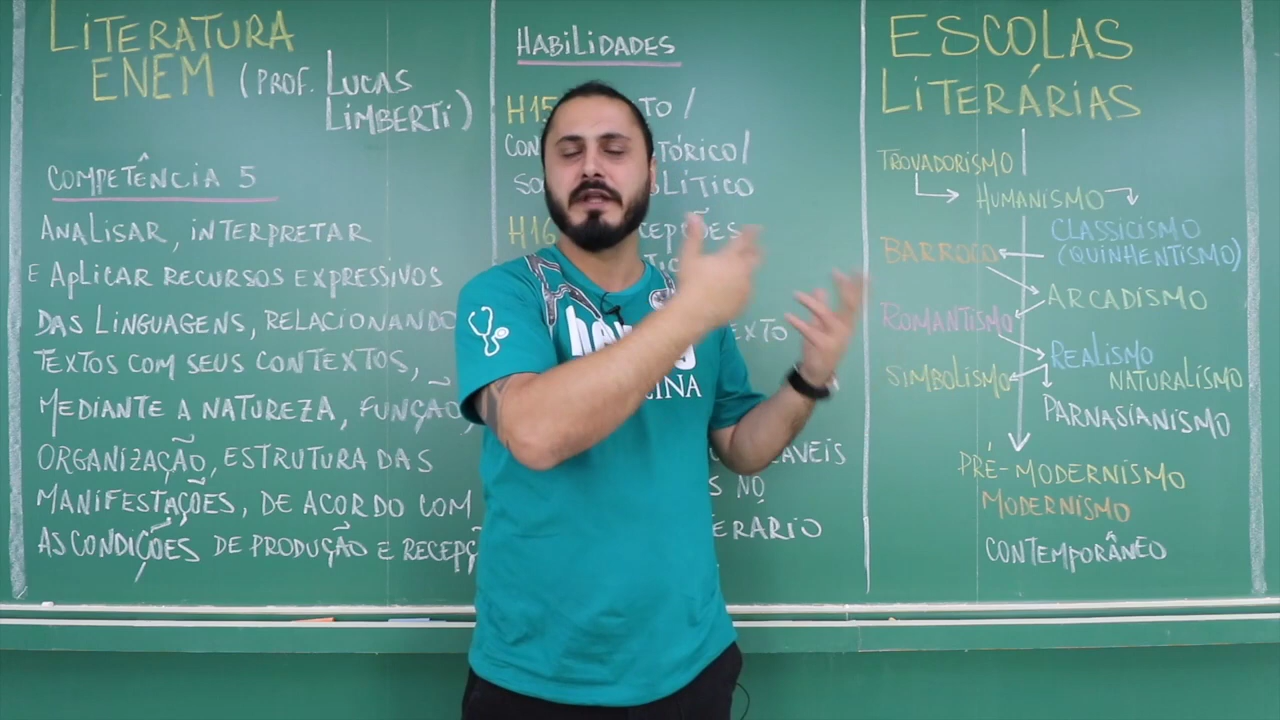 LITERATURA
ENEM (PROF. LUCAS
LIMBERTI)
COMPETÊNCIA 5
ANALISAR, INTERPRETAR
E APLICAR RECURSOS EXPRESSIVOS
DAS LINGUAGENS, RELACIONANDO
TEXTOS COM SEUS CONTEXTOS,
MEDIANTE A NATUREZA, FUNÇÃO,
ORGANIZAÇÃO, ESTRUTURA DAS
MANIFESTAÇÕES, DE ACORDO COM
AS CONDIÇÕES DE PRODUÇÃO E
HABILIDADES
H15
H16
ESCOLAS
LITERÁRIAS
TROVADORISMO
HUMANISMO
CLASSICISMO
(QUINHENTISMO)
BARROCO
ARCADISMO
ROMANTISMO
REALISMO
NATURALISMO
SIMBOLISMO
PARNASIANISMO
PRÉ-MODERNISMO
MODERNISMO
CONTEMPORÂNEO